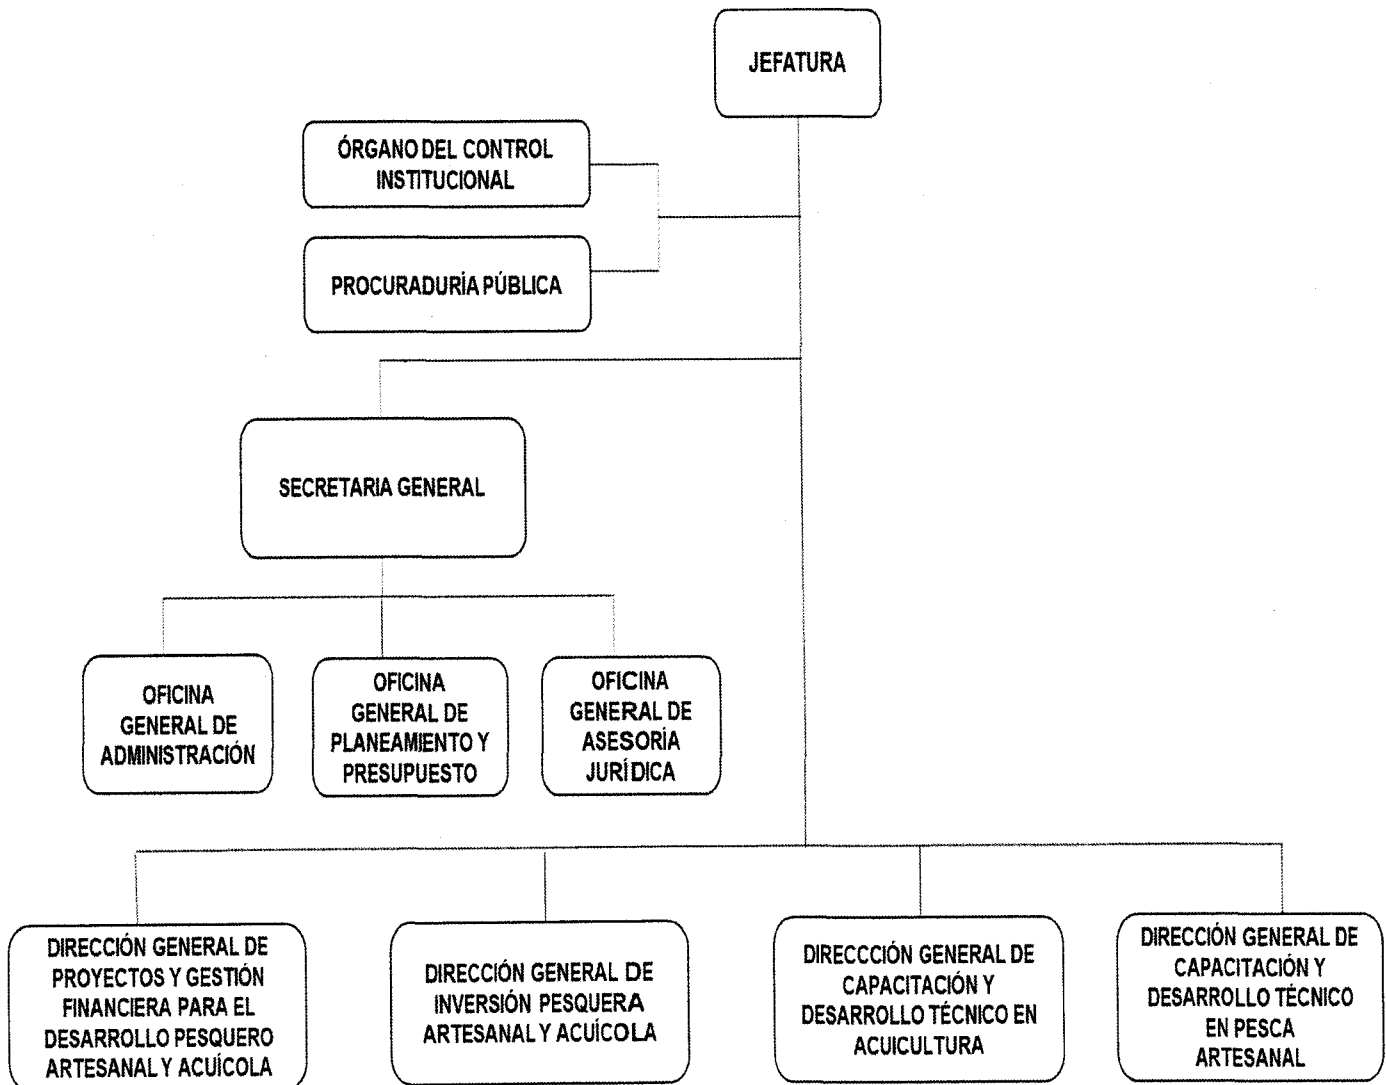 JEFATURA
ÓRGANO DEL CONTROL
INSTITUCIONAL
PROCURADURÍA PÚBLICA
SECRETARIA GENERAL
OFICINA
GENERAL DE
ADMINISTRACIÓN
OFICINA
GENERAL DE
PLANEAMIENTO Y
PRESUPUESTO
OFICINA
GENERAL DE
ASESORÍA
JURÍDICA
DIRECCIÓN GENERAL DE
PROYECTOS Y GESTIÓN
FINANCIERA PARA EL
DESARROLLO PESQUERO
ARTESANAL Y ACUÍCOLA
DIRECCIÓN GENERAL DE
INVERSIÓN PESQUERA
ARTESANAL Y ACUÍCOLA
DIRECCCIÓN GENERAL DE
CAPACITACIÓN Y
DESARROLLO TÉCNICO EN
ACUICULTURA
DIRECCIÓN GENERAL DE
CAPACITACIÓN Y
DESARROLLO TÉCNICO
EN PESCA
ARTESANAL